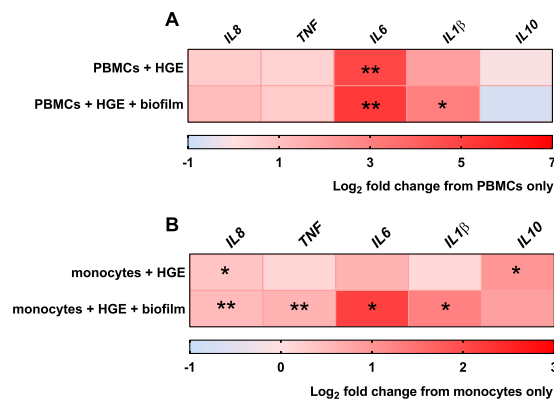 A
IL8 TNF IL6 IL1β IL10
PBMCs + HGE **
PBMCs + HGE + biofilm ** *
-1 1 3 5 7
Log₂ fold change from PBMCs only
B
IL8 TNF IL6 IL1β IL10
monocytes + HGE * *
monocytes + HGE + biofilm ** ** * *
-1 0 1 2 3
Log₂ fold change from monocytes only